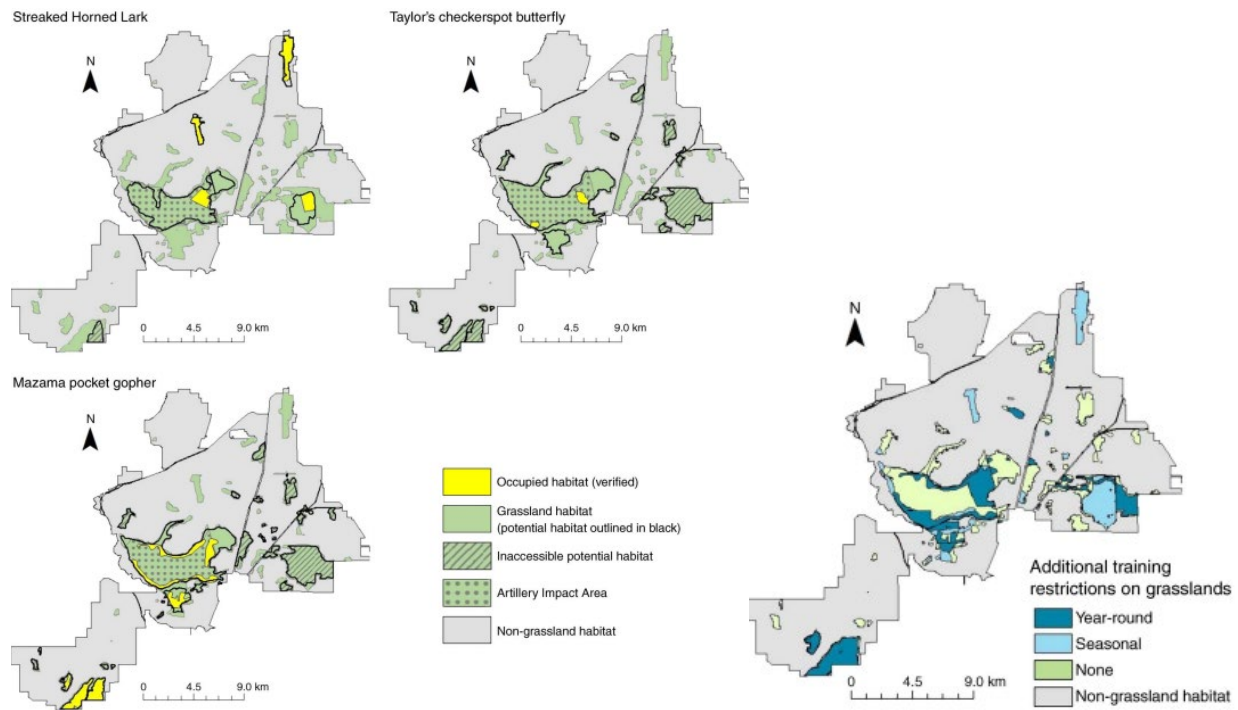 Streaked Horned Lark
N
0 4.5 9.0 km
Taylor's checkerspot butterfly
N
0 4.5 9.0 km
Mazama pocket gopher
N
0 4.5 9.0 km
Occupied habitat (verified)
Grassland habitat
(potential habitat outlined in black)
Inaccessible potential habitat
Artillery Impact Area
Non-grassland habitat
N
0 4.5 9.0 km
Additional training
restrictions on grasslands
Year-round
Seasonal
None
Non-grassland habitat